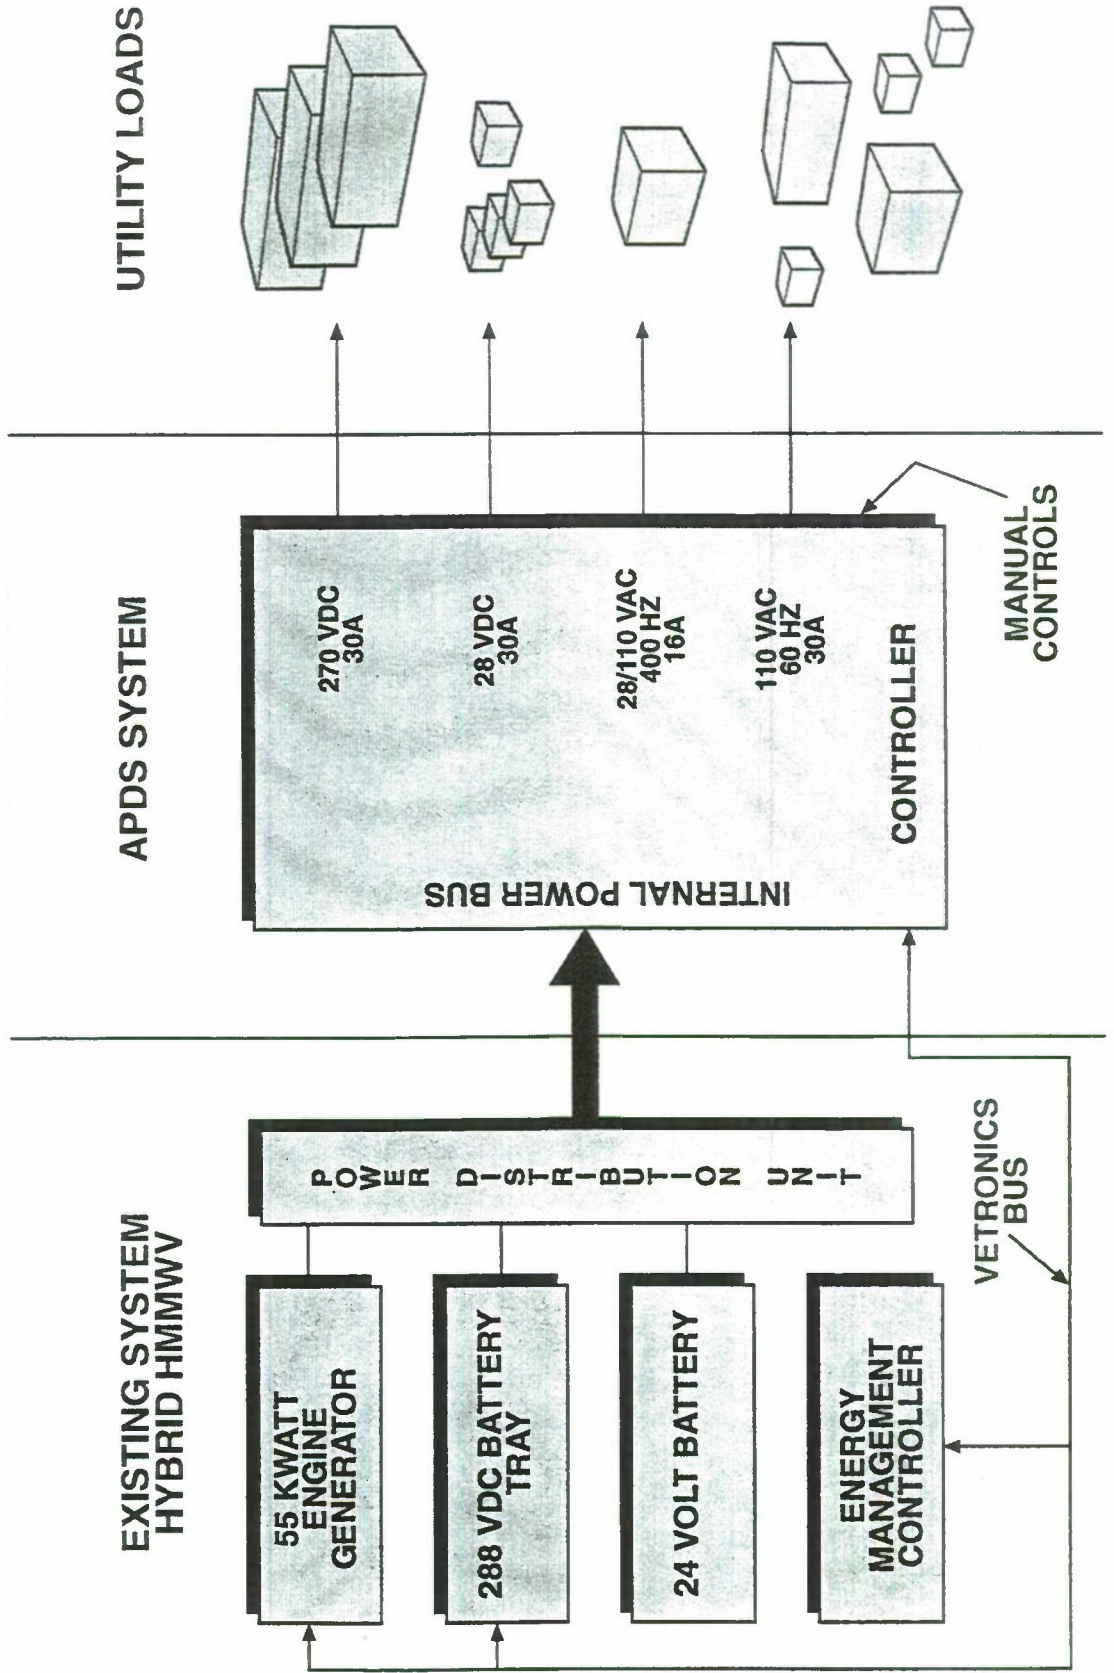 EXISTING SYSTEM
HYBRID HMMWV
APDS SYSTEM
UTILITY LOADS
55 KWATT
ENGINE
GENERATOR
288 VDC BATTERY
TRAY
24 VOLT BATTERY
ENERGY
MANAGEMENT
CONTROLLER
POWER DISTRIBUTION UNIT
VETRONICS
BUS
INTERNAL POWER BUS
270 VDC
30A
28 VDC
30A
28/110 VAC
400 HZ
16A
110 VAC
60 HZ
30A
CONTROLLER
MANUAL
CONTROLS